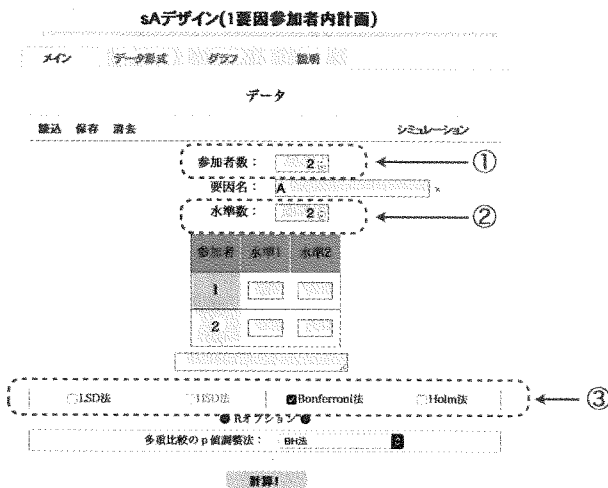 sAデザイン(1要因参加者内計画)
メイン データ形式 グラフ 説明
データ
読込 保存 消去 シミュレーション
参加者数： 2 ①
要因名： A
水準数： 2 ②
参加者 水準1 水準2
1
2
LSD法 HSD法 Bonferroni法 Holm法 ③
Rオプション
多重比較のp値調整法： BH法
計算!